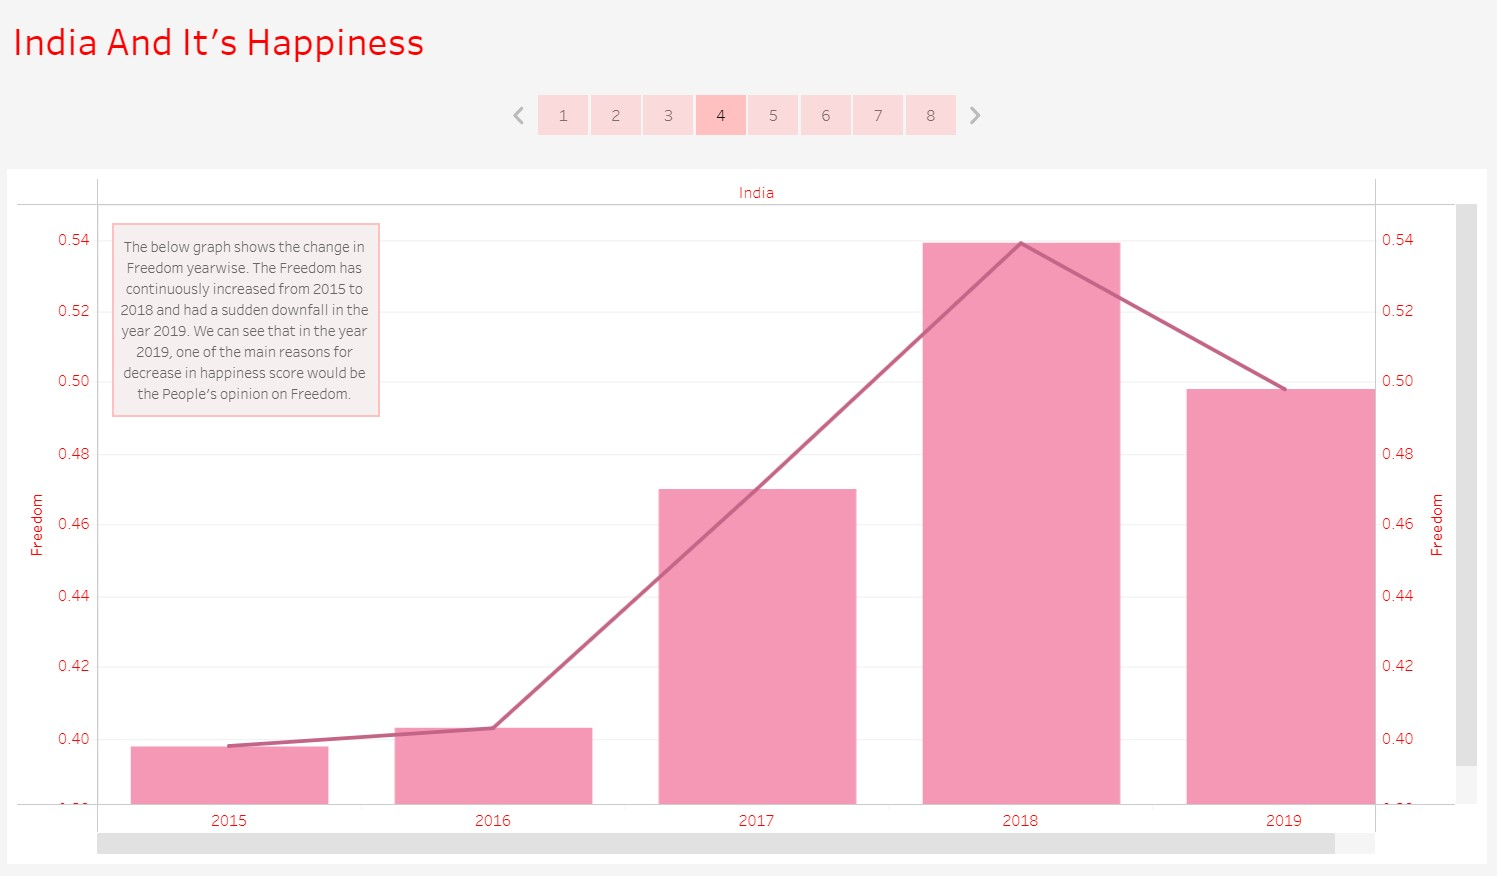 India And It’s Happiness
1 2 3 4 5 6 7 8
India
The below graph shows the change in
Freedom yearwise. The Freedom has
continuously increased from 2015 to
2018 and had a sudden downfall in the
year 2019. We can see that in the year
2019, one of the main reasons for
decrease in happiness score would be
the People’s opinion on Freedom.
Freedom
0.54
0.52
0.50
0.48
0.46
0.44
0.42
0.40
0.54
0.52
0.50
0.48
0.46
0.44
0.42
0.40
Freedom
2015 2016 2017 2018 2019